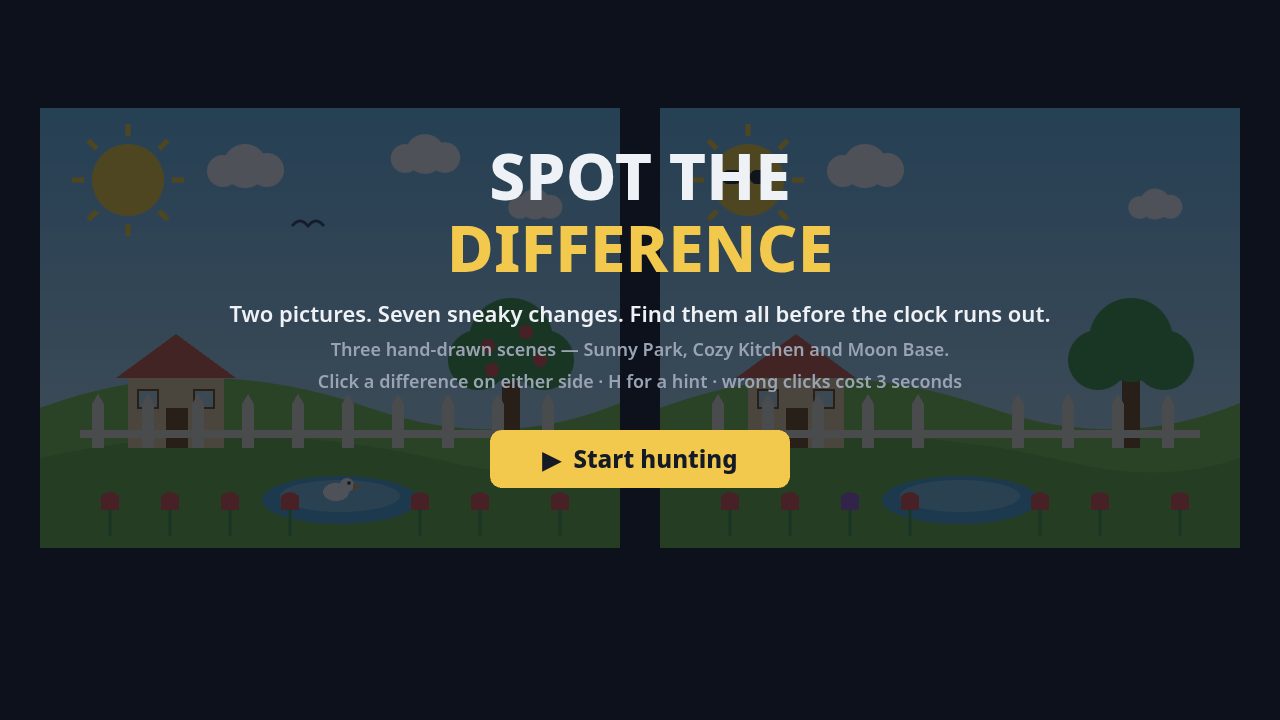 SPOT THE
DIFFERENCE
Two pictures. Seven sneaky changes. Find them all before the clock runs out.
Three hand-drawn scenes — Sunny Park, Cozy Kitchen and Moon Base.
Click a difference on either side · H for a hint · wrong clicks cost 3 seconds
▶ Start hunting